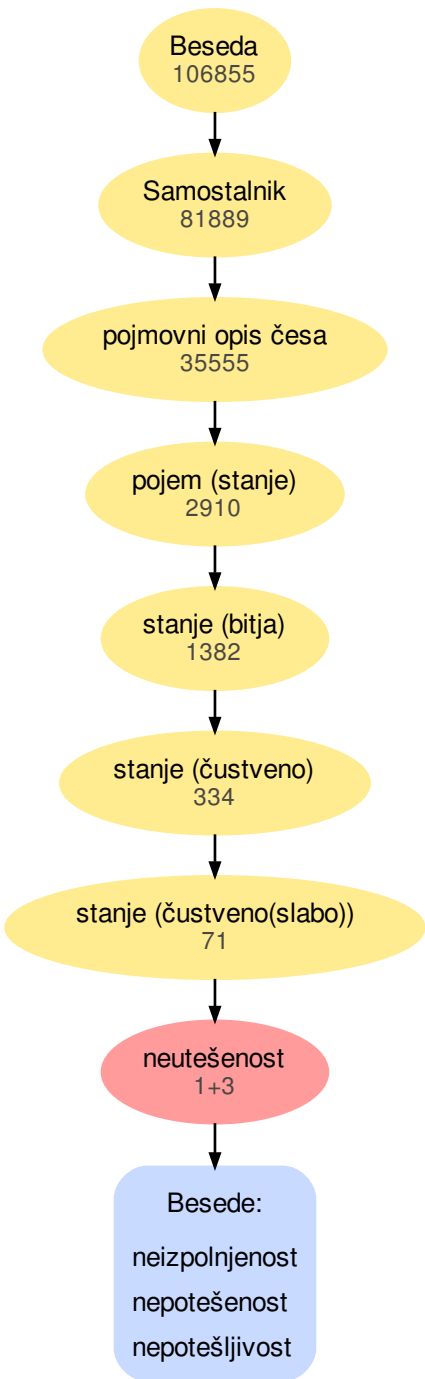 Beseda
106855
Samostalnik
81889
pojmovni opis česa
35555
pojem (stanje)
2910
stanje (bitja)
1382
stanje (čustveno)
334
stanje (čustveno(slabo))
71
neutešenost
1+3
Besede:
neizpolnjenost
nepotešenost
nepotešljivost